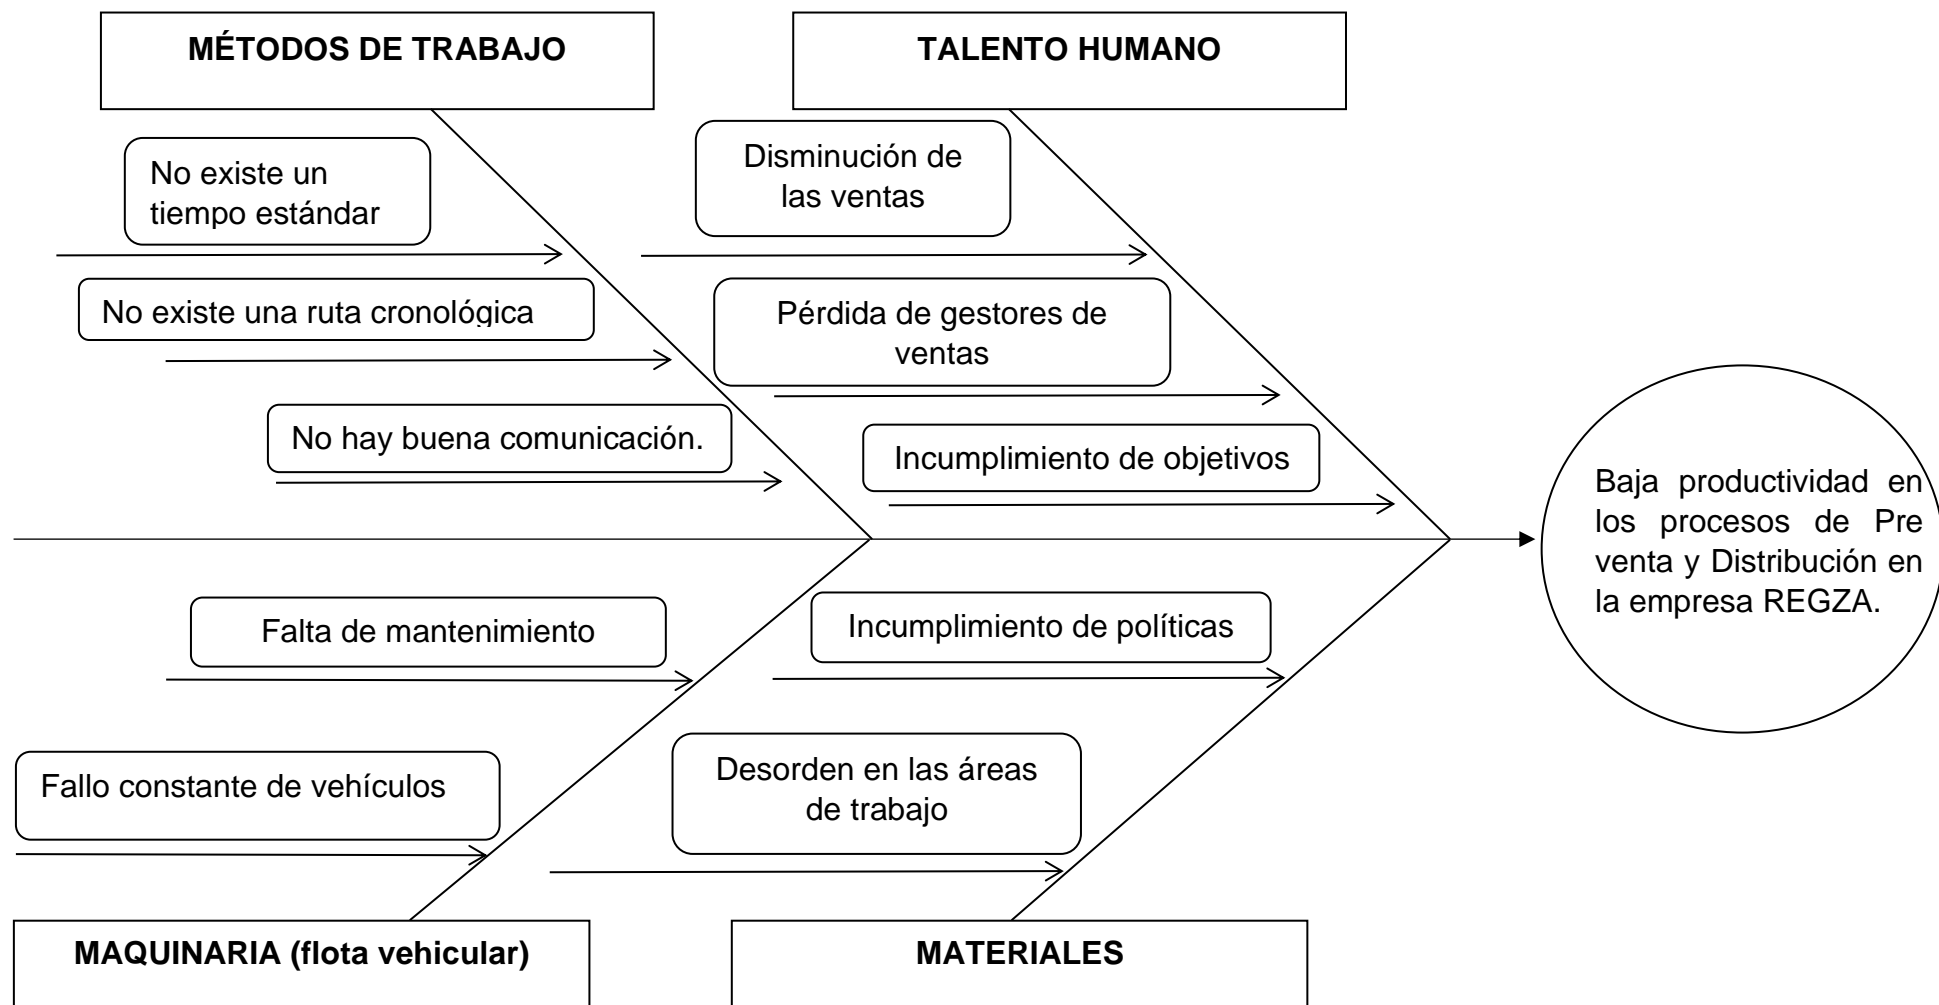 MÉTODOS DE TRABAJO
TALENTO HUMANO
No existe un
tiempo estándar
Disminución de
las ventas
No existe una ruta cronológica
Pérdida de gestores de
ventas
No hay buena comunicación.
Incumplimiento de objetivos
Baja productividad en
los procesos de Pre
venta y Distribución en
la empresa REGZA.
Falta de mantenimiento
Incumplimiento de políticas
Fallo constante de vehículos
Desorden en las áreas
de trabajo
MAQUINARIA (flota vehicular)
MATERIALES